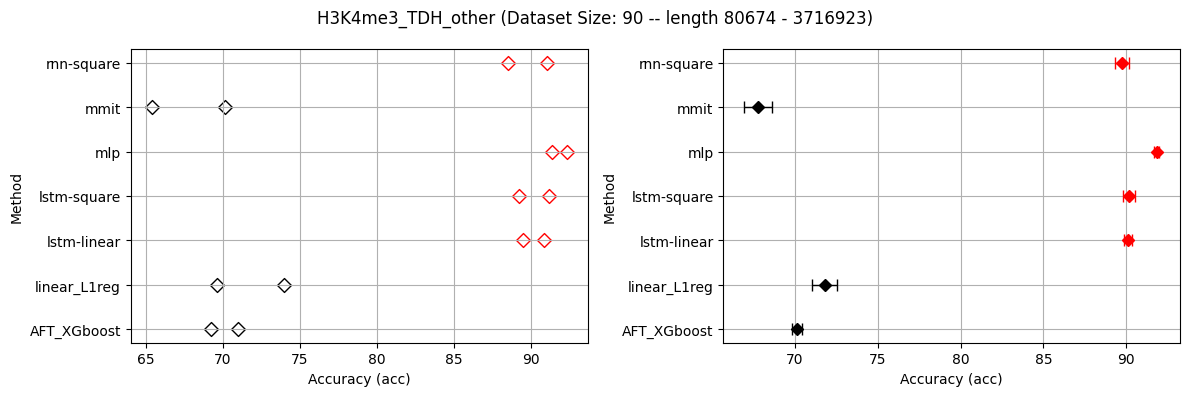 H3K4me3_TDH_other (Dataset Size: 90 -- length 80674 - 3716923)
Method
rnn-square
mmit
mlp
lstm-square
lstm-linear
linear_L1reg
AFT_XGboost
65 70 75 80 85 90
Accuracy (acc)
Method
rnn-square
mmit
mlp
lstm-square
lstm-linear
linear_L1reg
AFT_XGboost
70 75 80 85 90
Accuracy (acc)